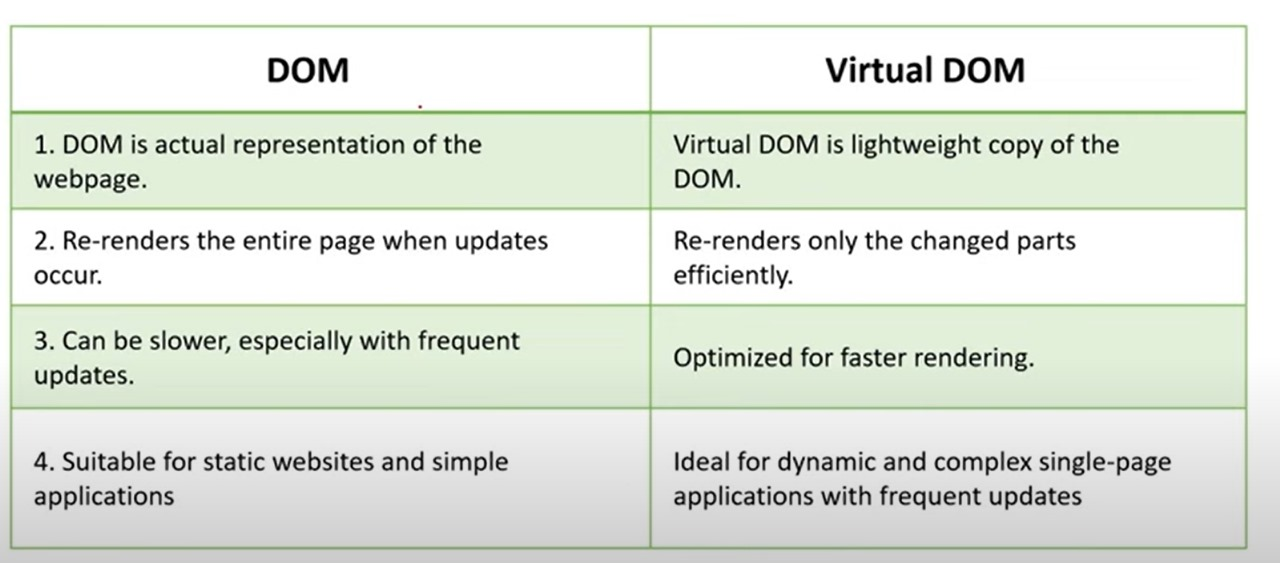 DOM
Virtual DOM
1. DOM is actual representation of the
webpage.
Virtual DOM is lightweight copy of the
DOM.
2. Re-renders the entire page when updates
occur.
Re-renders only the changed parts
efficiently.
3. Can be slower, especially with frequent
updates.
Optimized for faster rendering.
4. Suitable for static websites and simple
applications
Ideal for dynamic and complex single-page
applications with frequent updates